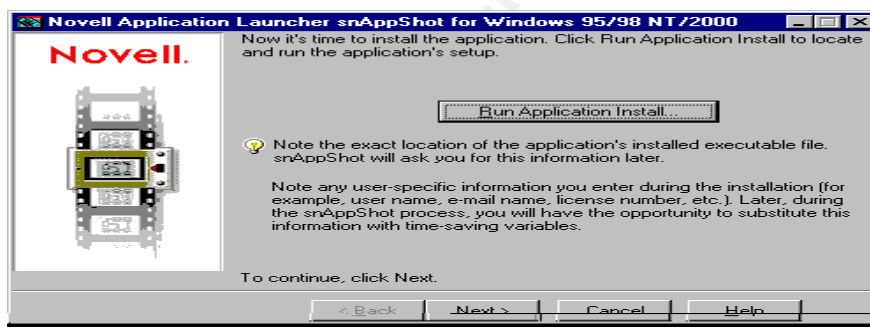 Novell Application Launcher snAppShot for Windows 95/98 NT/2000
Novell.
Now it's time to install the application. Click Run Application Install to locate
and run the application's setup.
Run Application Install...
Note the exact location of the application's installed executable file.
snAppShot will ask you for this information later.
Note any user-specific information you enter during the installation (for
example, user name, e-mail name, license number, etc.). Later, during
the snAppShot process, you will have the opportunity to substitute this
information with time-saving variables.
To continue, click Next.
< Back Next > Cancel Help